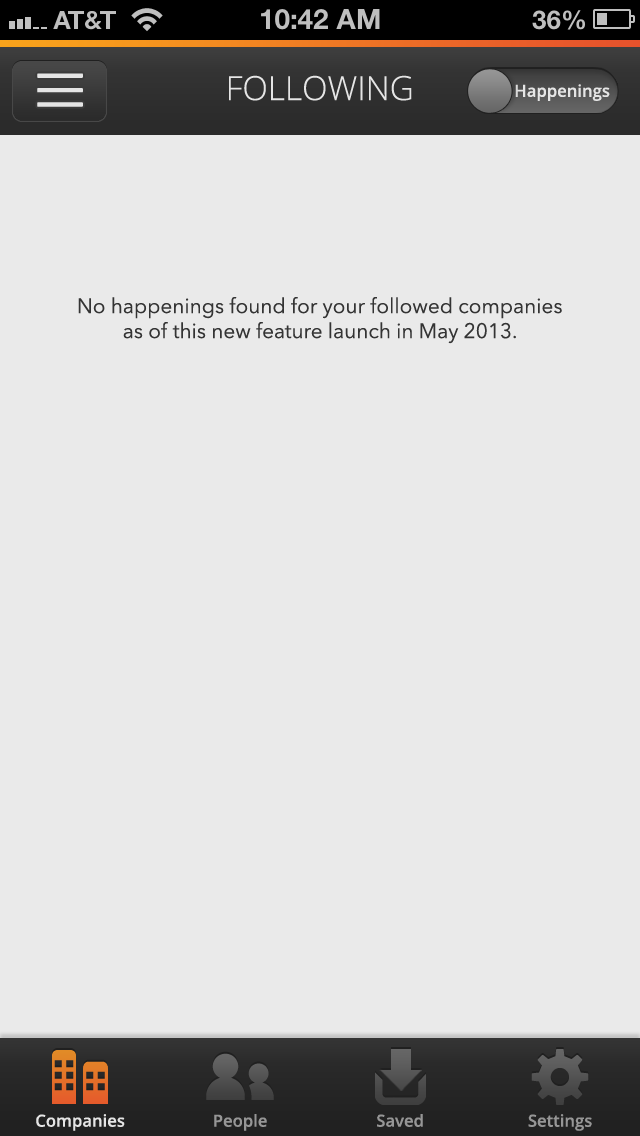 AT&T 10:42 AM 36%
FOLLOWING Happenings
No happenings found for your followed companies
as of this new feature launch in May 2013.
Companies People Saved Settings